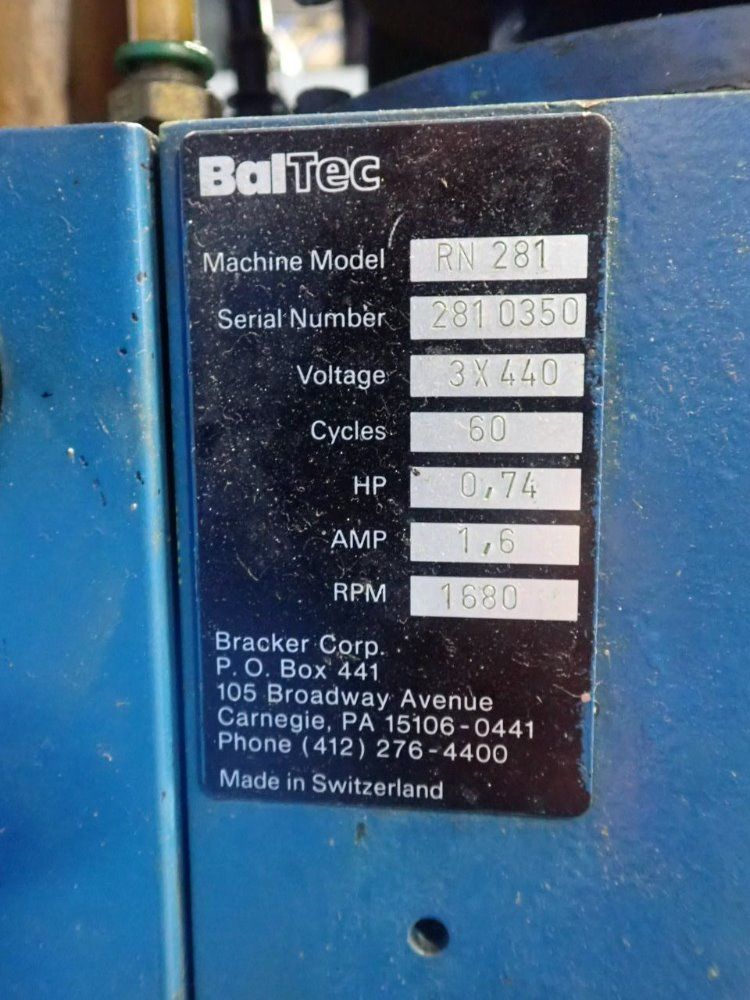 BalTec
Machine Model RN 281
Serial Number 281 0350
Voltage 3 X 440
Cycles 60
HP 0,74
AMP 1,6
RPM 1680
Bracker Corp.
P. O. Box 441
105 Broadway Avenue
Carnegie, PA 15106-0441
Phone (412) 276-4400
Made in Switzerland